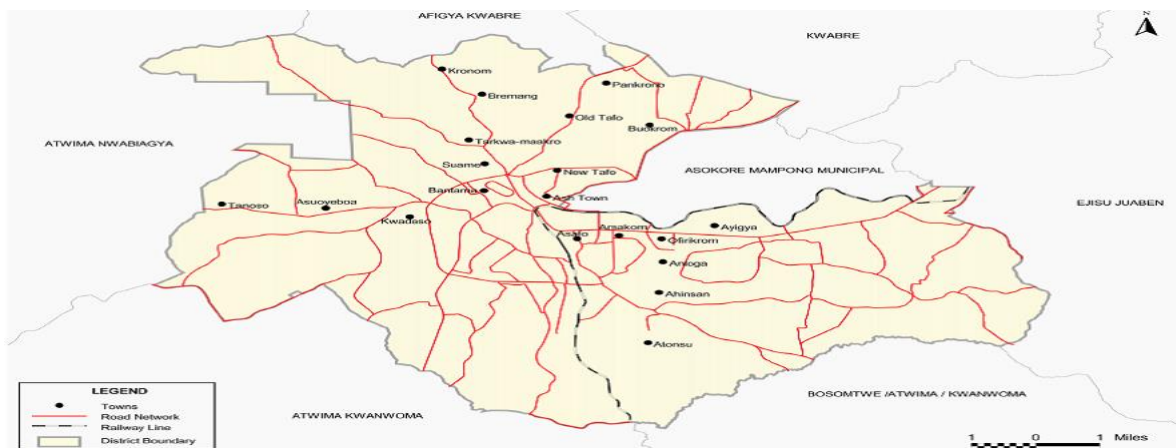 AFIGYA KWABRE
N
KWABRE
Kronom
Pankrono
Bremang
Old Tafo
Buokrom
ATWIMA NWABIAGYA
Tarkwa-maakro
Suame
New Tafo
ASOKORE MAMPONG MUNICIPAL
Bantama
Ash Town
EJISU JUABEN
Tanoso
Asuoyeboa
Kwadaso
Asafo
Amakom
Ayigya
Ofirikrom
Anloga
Ahinsan
Atonsu
LEGEND
Towns
Road Network
Railway Line
District Boundary
ATWIMA KWANWOMA
BOSOMTWE /ATWIMA / KWANWOMA
1 0 1 Miles